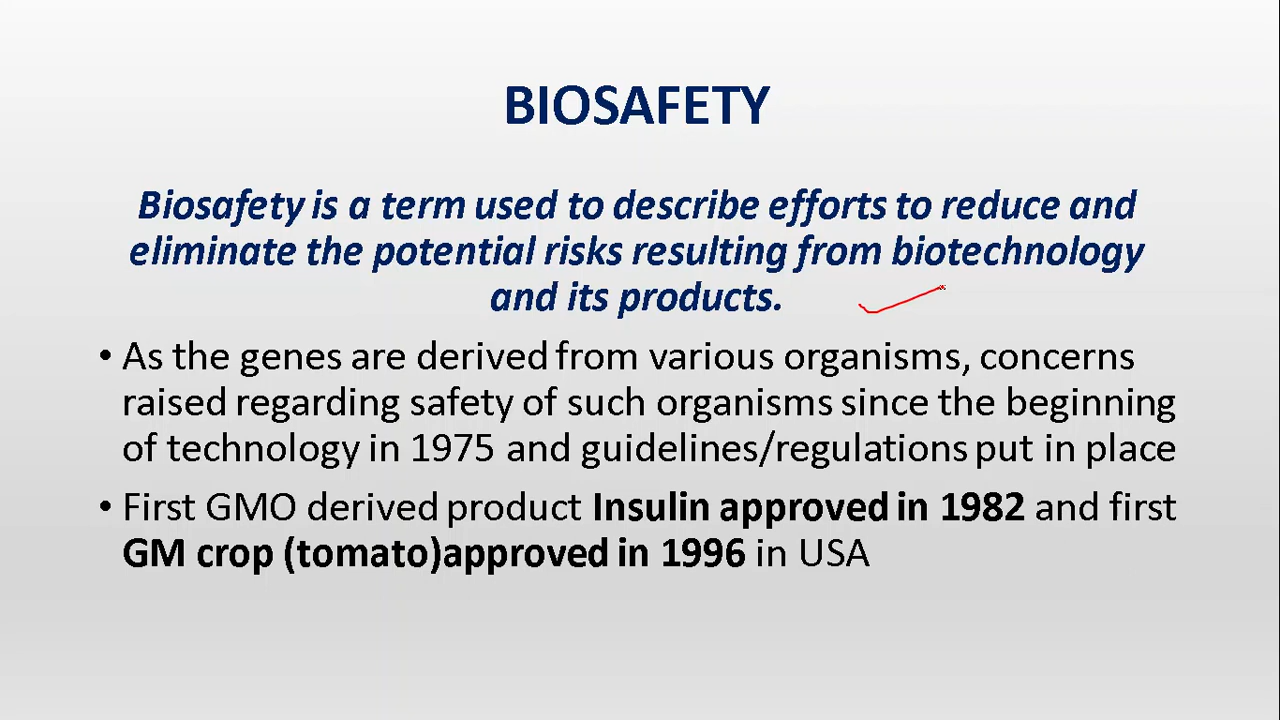 BIOSAFETY
Biosafety is a term used to describe efforts to reduce and
eliminate the potential risks resulting from biotechnology
and its products.
• As the genes are derived from various organisms, concerns
raised regarding safety of such organisms since the beginning
of technology in 1975 and guidelines/regulations put in place
• First GMO derived product Insulin approved in 1982 and first
GM crop (tomato)approved in 1996 in USA